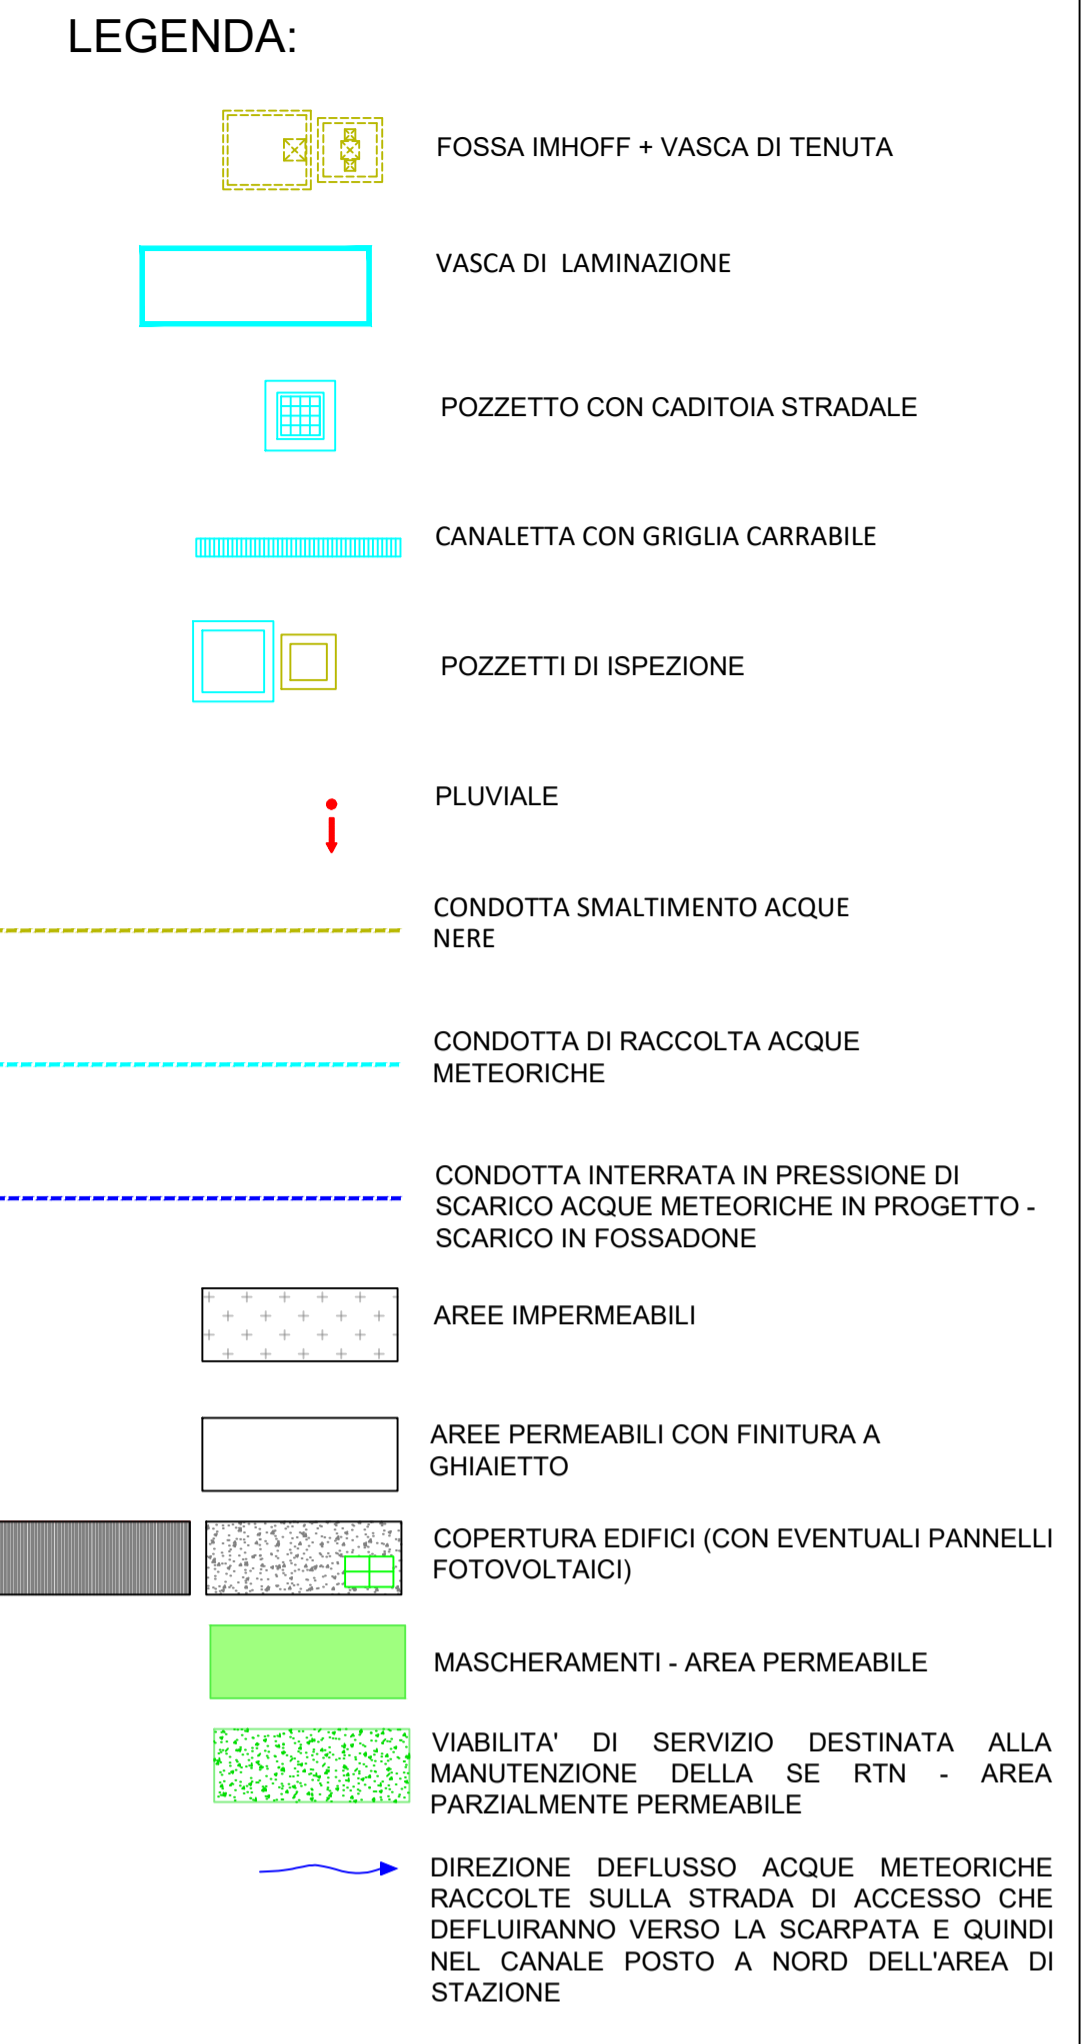 LEGENDA:
FOSSA IMHOFF + VASCA DI TENUTA
VASCA DI LAMINAZIONE
POZZETTO CON CADITOIA STRADALE
CANALETTA CON GRIGLIA CARRABILE
POZZETTI DI ISPEZIONE
PLUVIALE
CONDOTTA SMALTIMENTO ACQUE
NERE
CONDOTTA DI RACCOLTA ACQUE
METEORICHE
CONDOTTA INTERRATA IN PRESSIONE DI
SCARICO ACQUE METEORICHE IN PROGETTO -
SCARICO IN FOSSADONE
AREE IMPERMEABILI
AREE PERMEABILI CON FINITURA A
GHIAIETTO
COPERTURA EDIFICI (CON EVENTUALI PANNELLI
FOTOVOLTAICI)
MASCHERAMENTI - AREA PERMEABILE
VIABILITA' DI SERVIZIO DESTINATA ALLA
MANUTENZIONE DELLA SE RTN - AREA
PARZIALMENTE PERMEABILE
DIREZIONE DEFLUSSO ACQUE METEORICHE
RACCOLTE SULLA STRADA DI ACCESSO CHE
DEFLUIRANNO VERSO LA SCARPATA E QUINDI
NEL CANALE POSTO A NORD DELL'AREA DI
STAZIONE